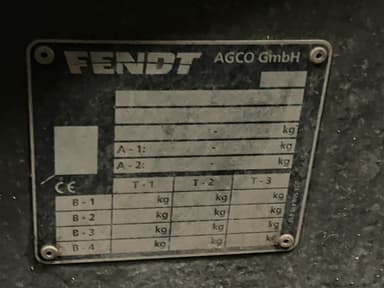 FENDT AGCO GmbH
- kg
A - 1: - kg
A - 2: - kg
CE T - 1 T - 2 T - 3
B - 1 kg kg kg
B - 2 kg kg kg
B - 3 kg kg kg
B - 4 kg kg kg